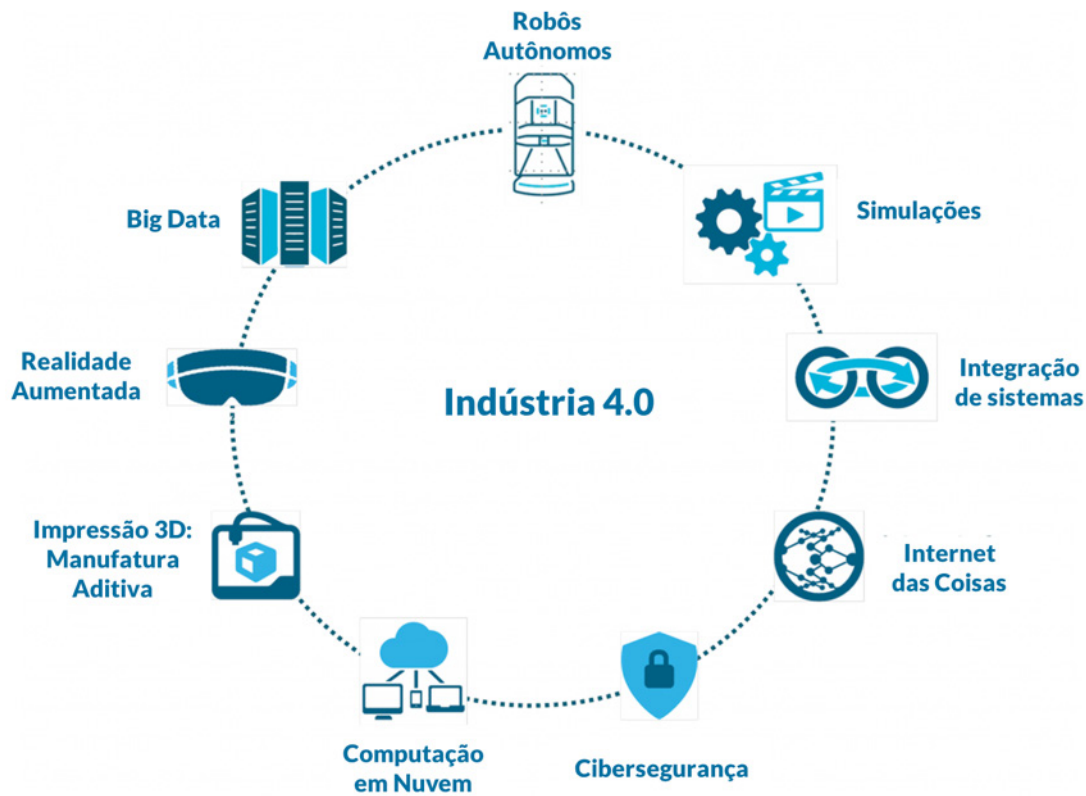 Robôs
Autônomos
Big Data
Simulações
Realidade
Aumentada
Indústria 4.0
Integração
de sistemas
Impressão 3D:
Manufatura
Aditiva
Internet
das Coisas
Computação
em Nuvem
Cibersegurança